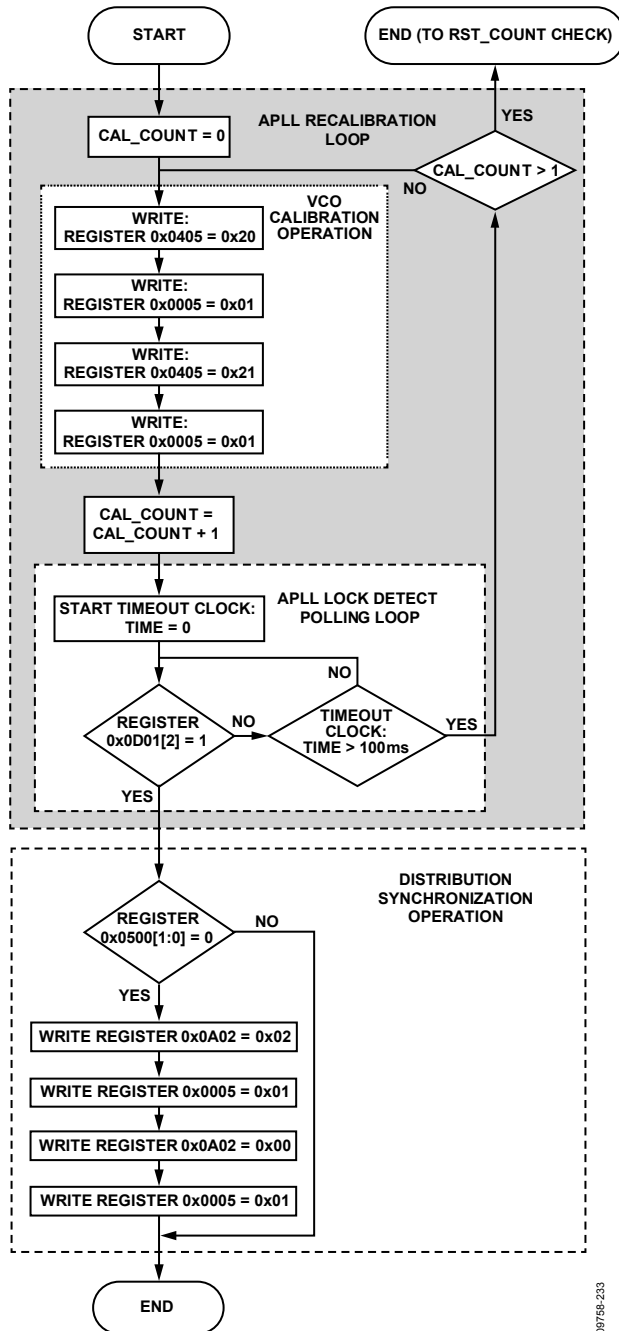 START
END (TO RST_COUNT CHECK)
YES
CAL_COUNT = 0
APLL RECALIBRATION
LOOP
CAL_COUNT > 1
NO
VCO
CALIBRATION
OPERATION
WRITE:
REGISTER 0x0405 = 0x20
WRITE:
REGISTER 0x0005 = 0x01
WRITE:
REGISTER 0x0405 = 0x21
WRITE:
REGISTER 0x0005 = 0x01
CAL_COUNT =
CAL_COUNT + 1
START TIMEOUT CLOCK:
TIME = 0
APLL LOCK DETECT
POLLING LOOP
NO
REGISTER
0x0D01[2] = 1
NO
TIMEOUT
CLOCK:
TIME > 100ms
YES
YES
DISTRIBUTION
SYNCHRONIZATION
OPERATION
REGISTER
0x0500[1:0] = 0
NO
YES
WRITE REGISTER 0x0A02 = 0x02
WRITE REGISTER 0x0005 = 0x01
WRITE REGISTER 0x0A02 = 0x00
WRITE REGISTER 0x0005 = 0x01
END
09758-233